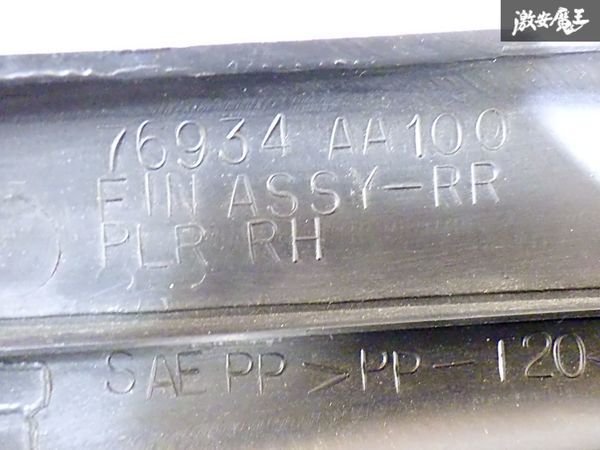 激安魔王
76934 AA100
FIN ASSY-RR
PLR RH
SAE PP >PP-T20<